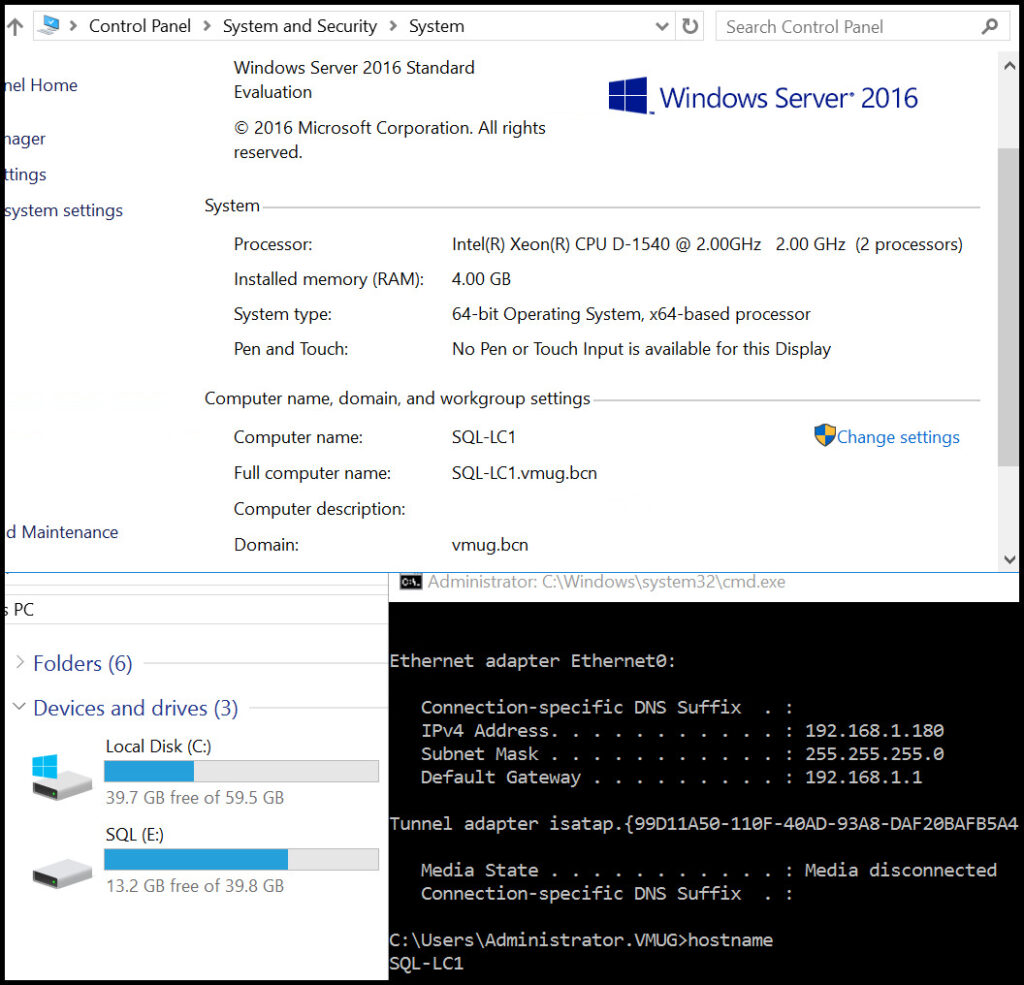 Control Panel > System and Security > System
Search Control Panel
nel Home
nager
ttings
system settings
d Maintenance
Windows Server 2016 Standard
Evaluation
© 2016 Microsoft Corporation. All rights
reserved.
Windows Server® 2016
System
Processor: Intel(R) Xeon(R) CPU D-1540 @ 2.00GHz 2.00 GHz (2 processors)
Installed memory (RAM): 4.00 GB
System type: 64-bit Operating System, x64-based processor
Pen and Touch: No Pen or Touch Input is available for this Display
Computer name, domain, and workgroup settings
Computer name: SQL-LC1
Change settings
Full computer name: SQL-LC1.vmug.bcn
Computer description:
Domain: vmug.bcn
s PC
Folders (6)
Devices and drives (3)
Local Disk (C:)
39.7 GB free of 59.5 GB
SQL (E:)
13.2 GB free of 39.8 GB
C:\. Administrator: C:\Windows\system32\cmd.exe
Ethernet adapter Ethernet0:
Connection-specific DNS Suffix . :
IPv4 Address. . . . . . . . . . . : 192.168.1.180
Subnet Mask . . . . . . . . . . . : 255.255.255.0
Default Gateway . . . . . . . . . : 192.168.1.1
Tunnel adapter isatap.{99D11A50-110F-40AD-93A8-DAF20BAFB5A4
Media State . . . . . . . . . . . : Media disconnected
Connection-specific DNS Suffix . :
C:\Users\Administrator.VMUG>hostname
SQL-LC1